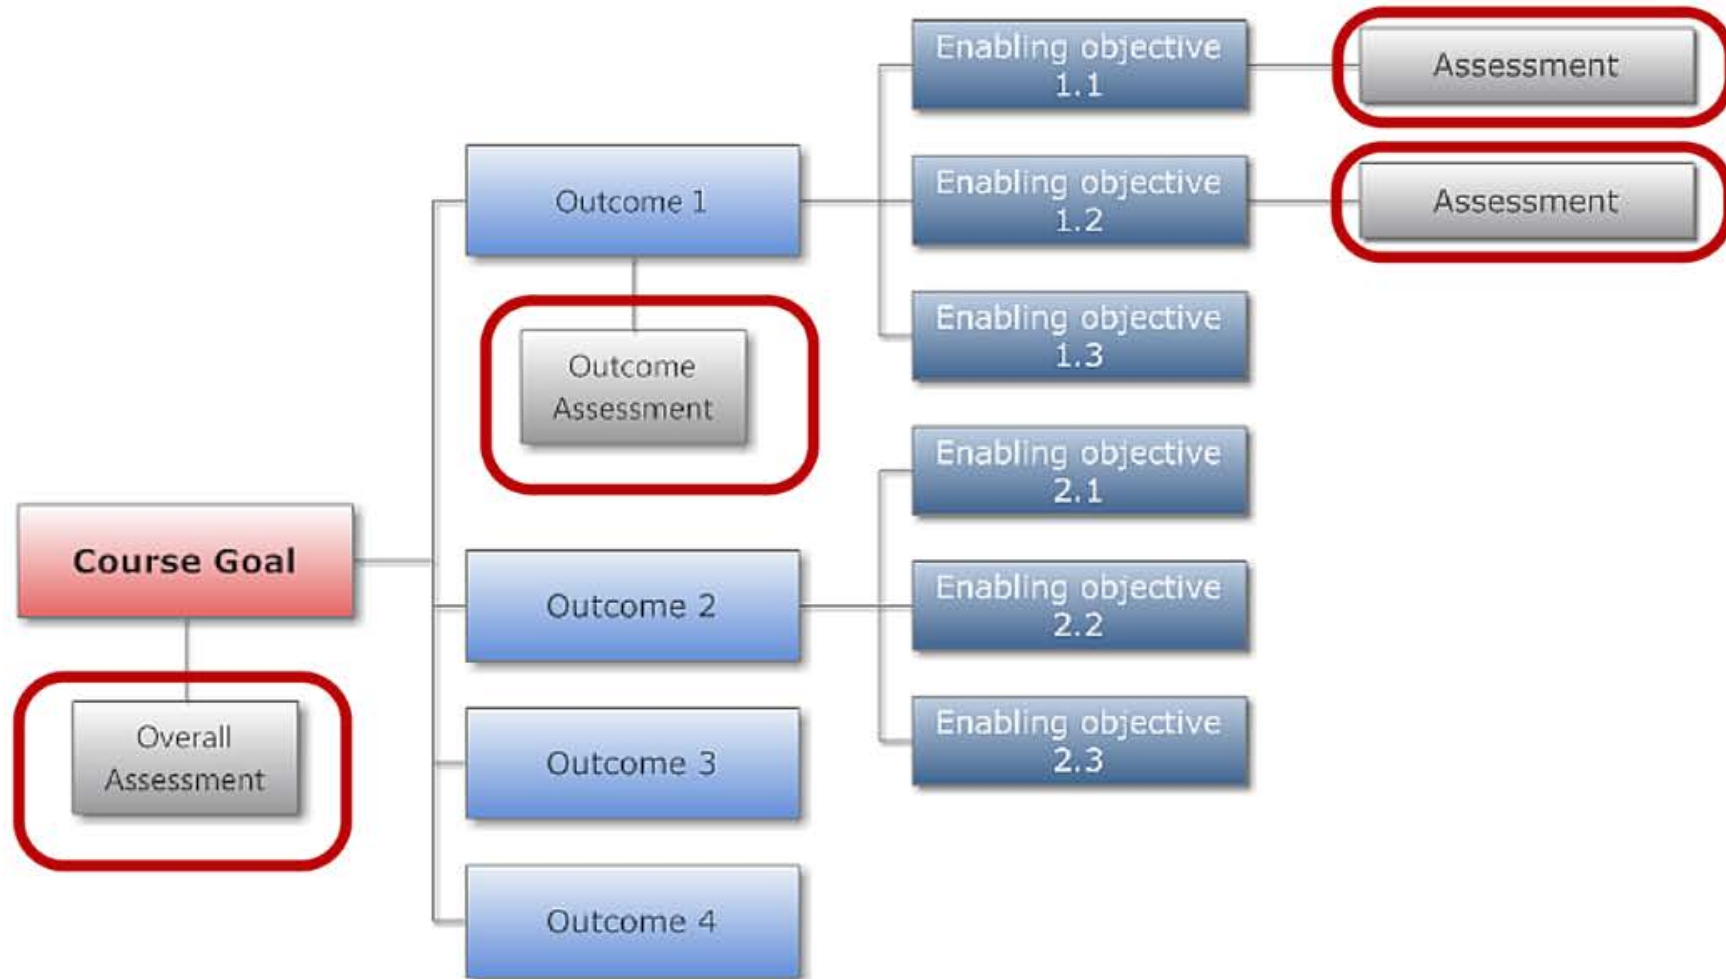 Enabling objective
1.1
Assessment
Outcome 1
Enabling objective
1.2
Assessment
Enabling objective
1.3
Outcome
Assessment
Enabling objective
2.1
Course Goal
Outcome 2
Enabling objective
2.2
Overall
Assessment
Outcome 3
Enabling objective
2.3
Outcome 4